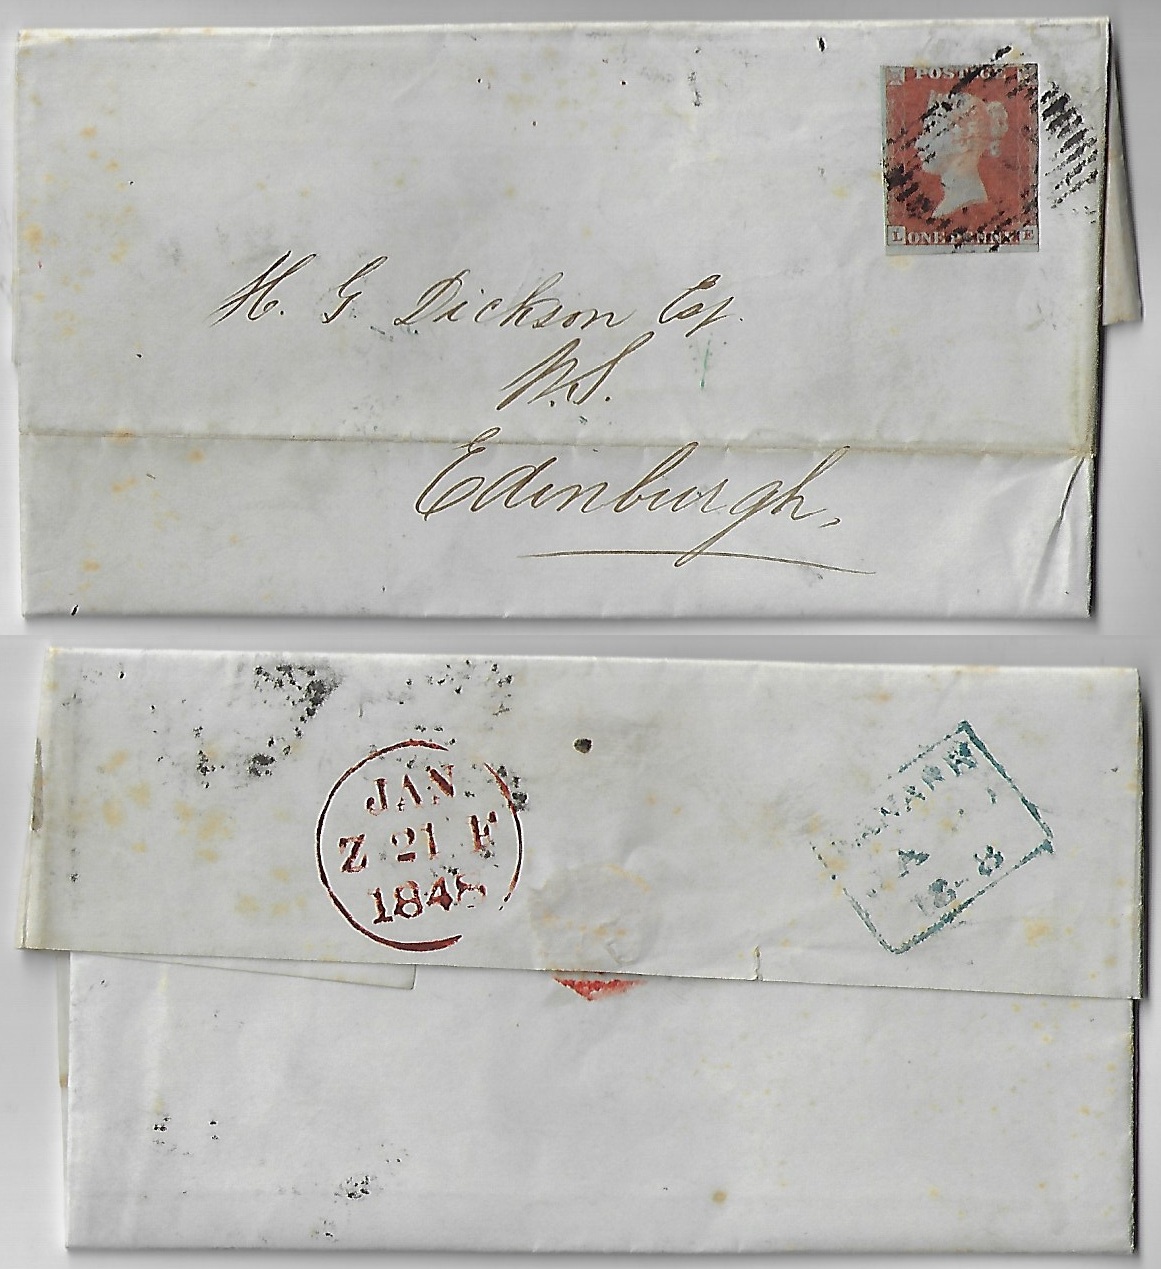 POSTAGE
L ONE PENNY E
H. G. Dickson Esq.
W.S.
Edinburgh,
JAN
Z 21 F
1848
A